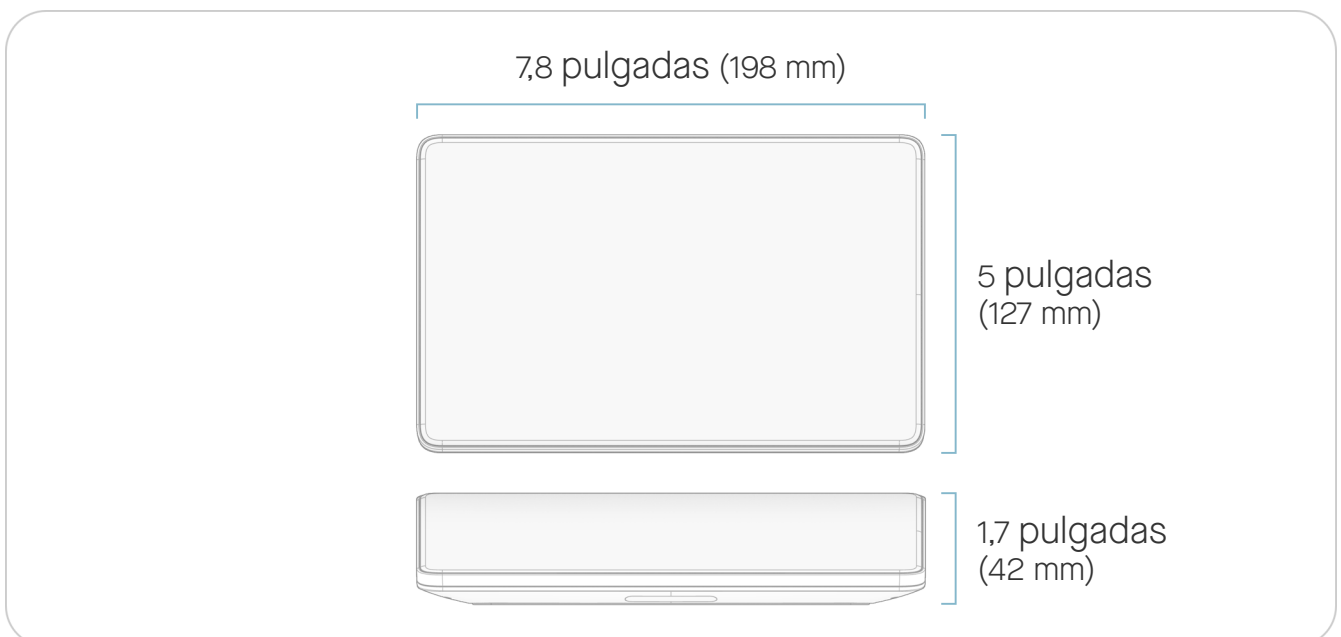 7,8 pulgadas (198 mm)
5 pulgadas
(127 mm)
1,7 pulgadas
(42 mm)